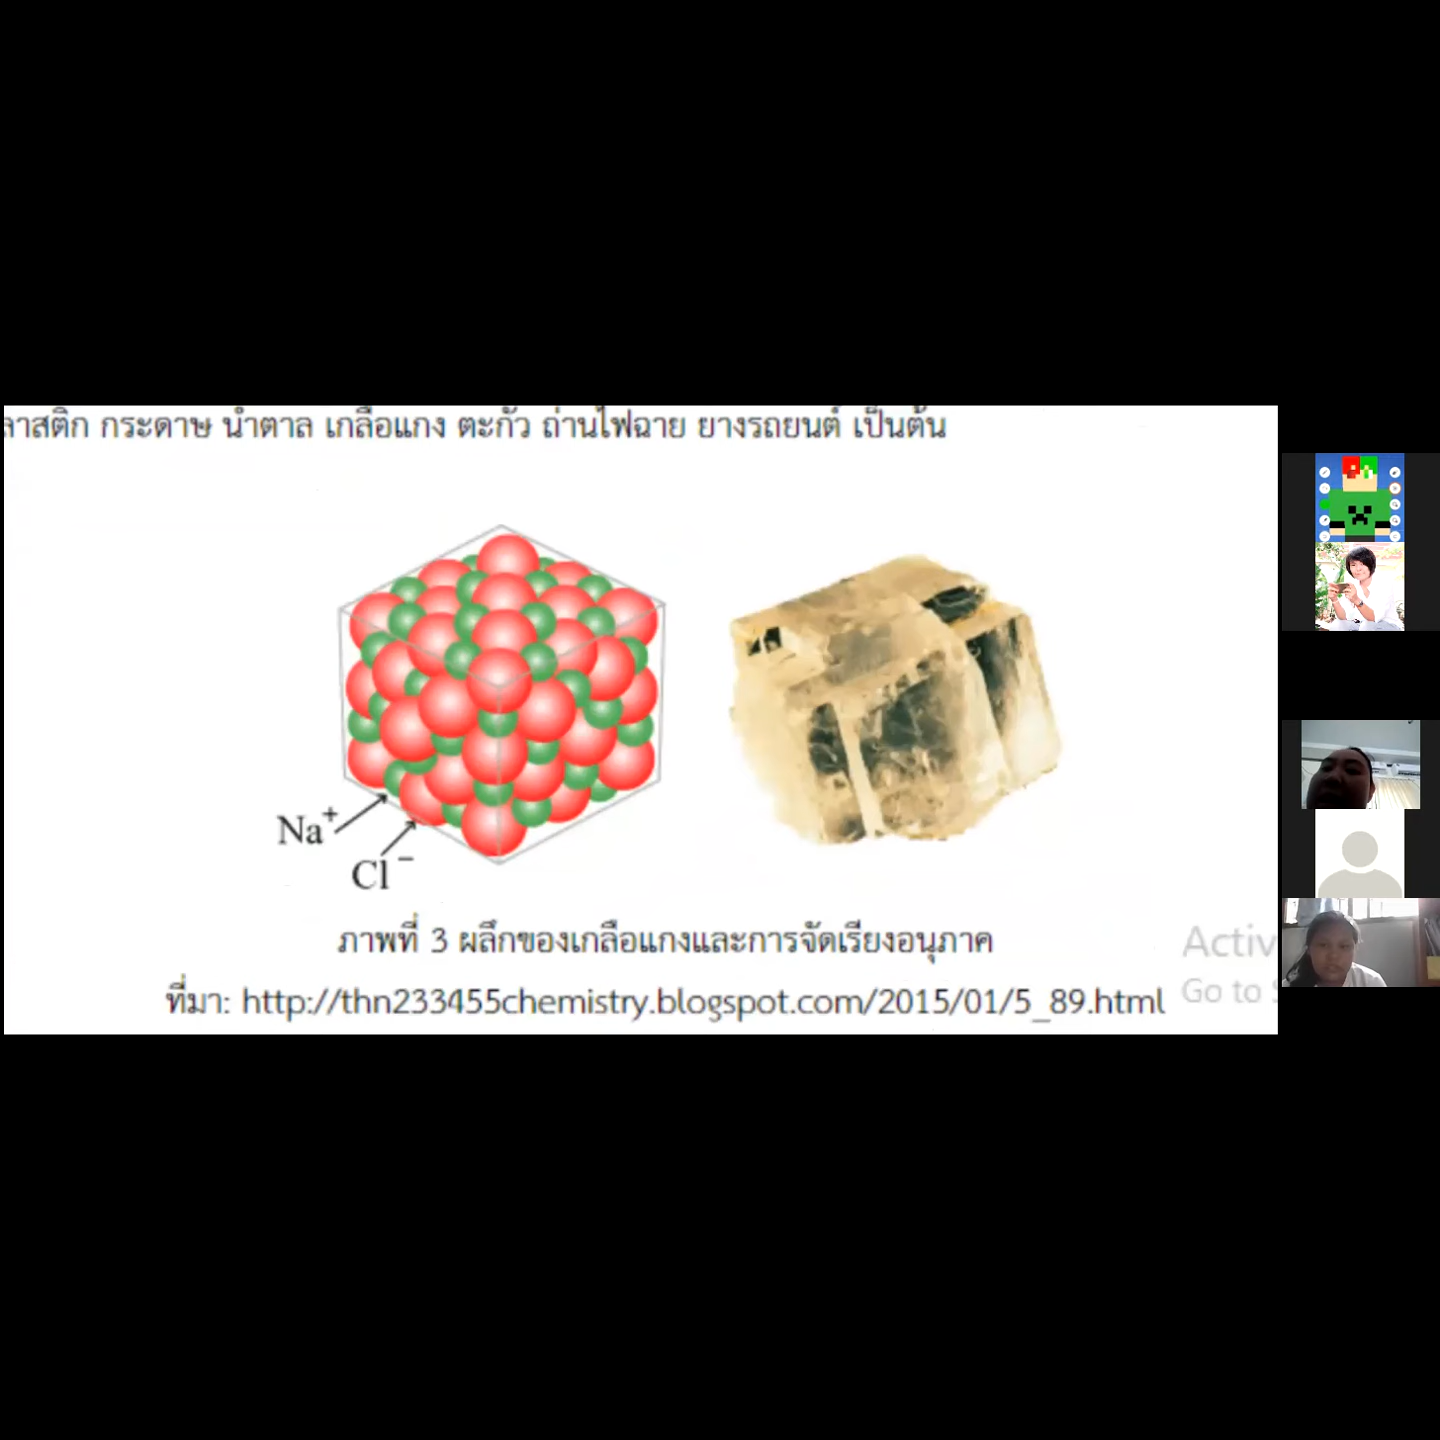 ลาสติก กระดาษ น้ำตาล เกลือแกง ตะกั่ว ถ่านไฟฉาย ยางรถยนต์ เป็นต้น
Na+
Cl−
ภาพที่ 3 ผลึกของเกลือแกงและการจัดเรียงอนุภาค
ที่มา: http://thn233455chemistry.blogspot.com/2015/01/5_89.html
Activ
Go to S